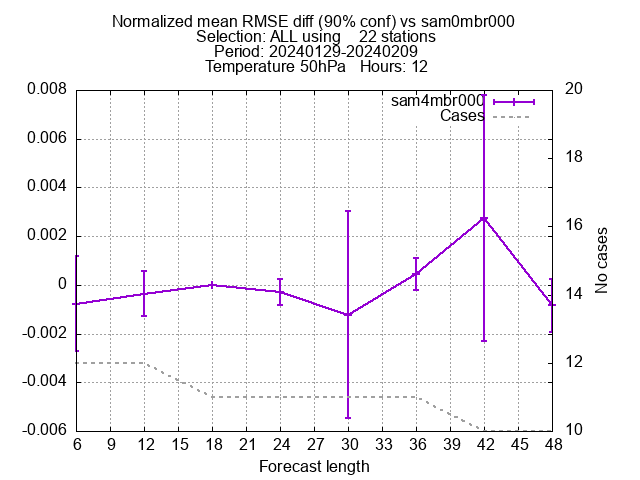 Normalized mean RMSE diff (90% conf) vs sam0mbr000
Selection: ALL using    22 stations
Period: 20240129-20240209
Temperature 50hPa   Hours: 12
sam4mbr000
Cases
0.008
0.006
0.004
0.002
0
-0.002
-0.004
-0.006
20
18
16
14
12
10
No cases
6 9 12 15 18 21 24 27 30 33 36 39 42 45 48
Forecast length